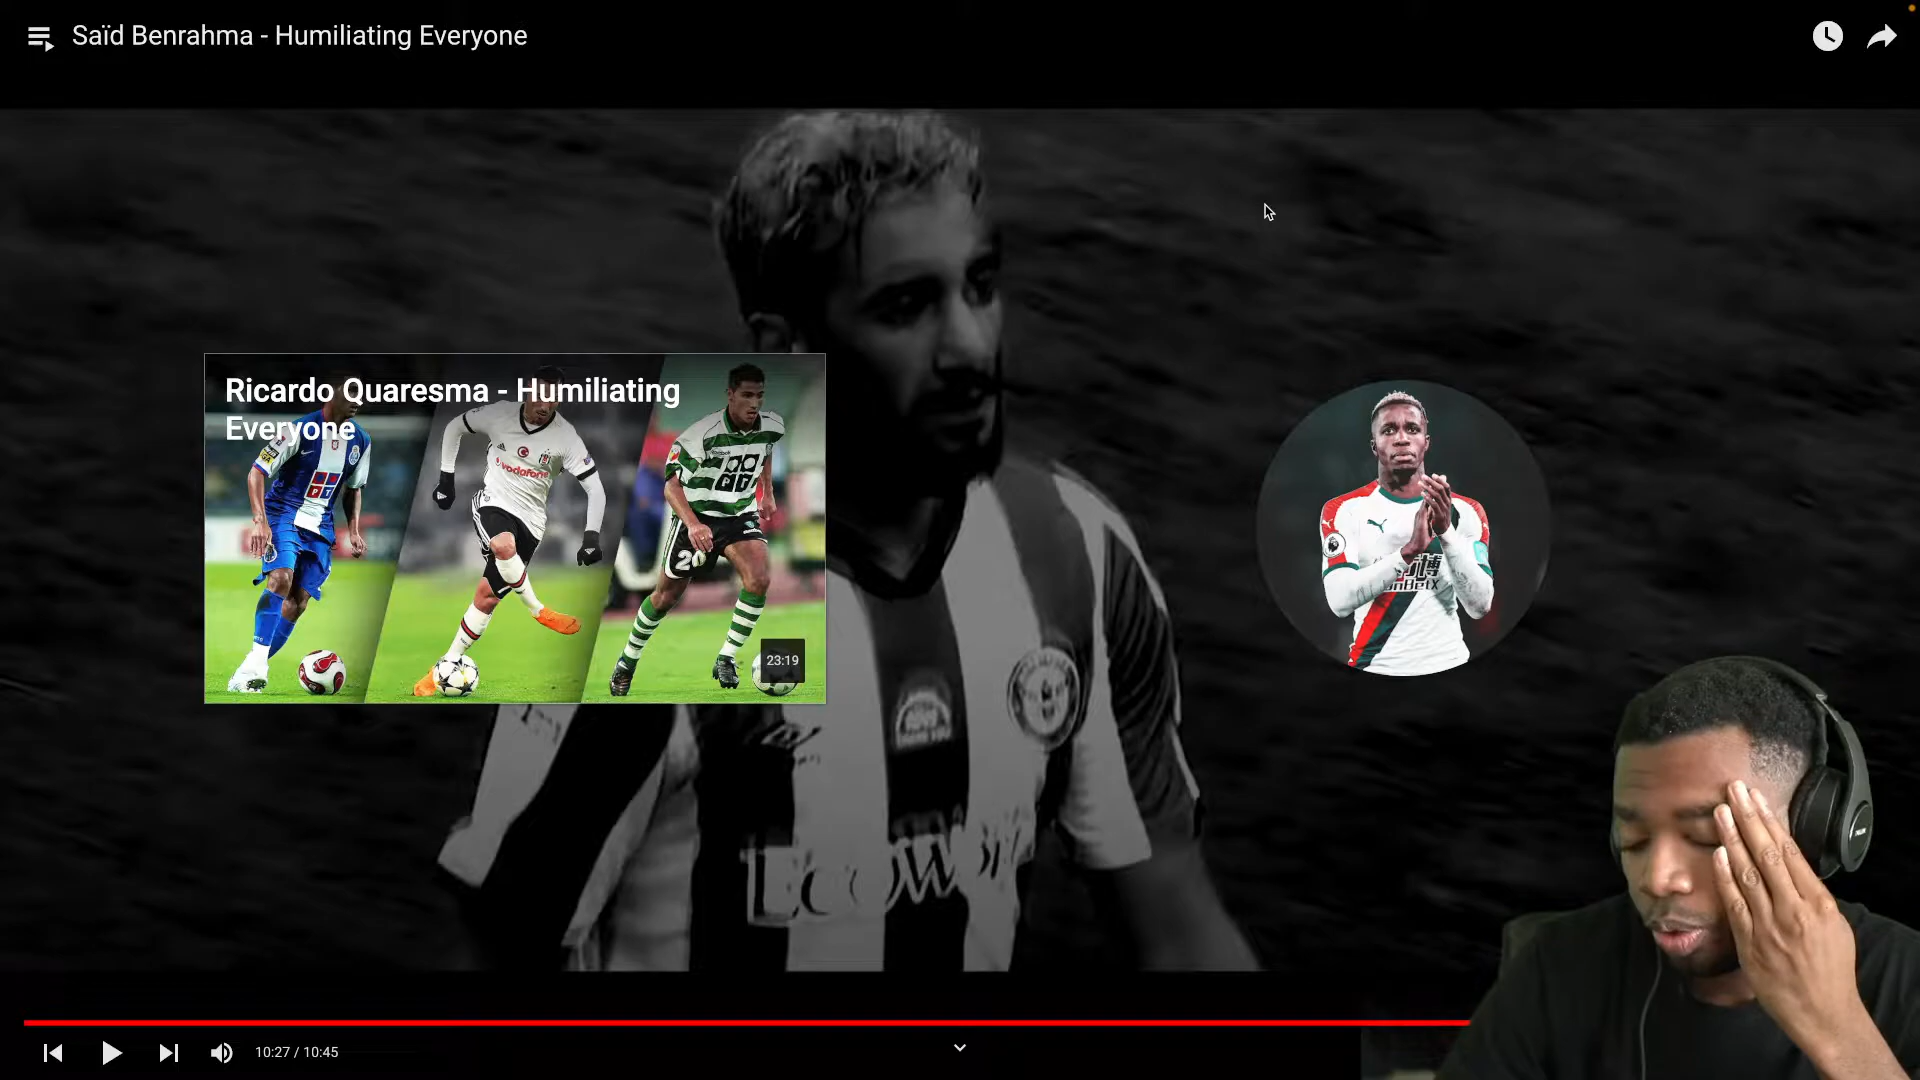 Saïd Benrahma - Humiliating Everyone
Ricardo Quaresma - Humiliating
Everyone
vodafone
20
23:19
10:27 / 10:45